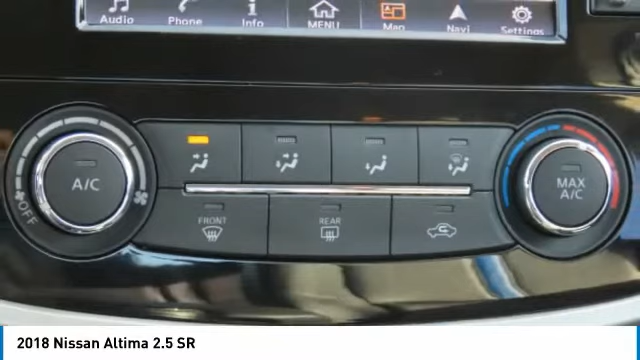 Audio Phone Info MENU Map Navi Settings
A/C
OFF
MAX
A/C
FRONT
REAR
2018 Nissan Altima 2.5 SR